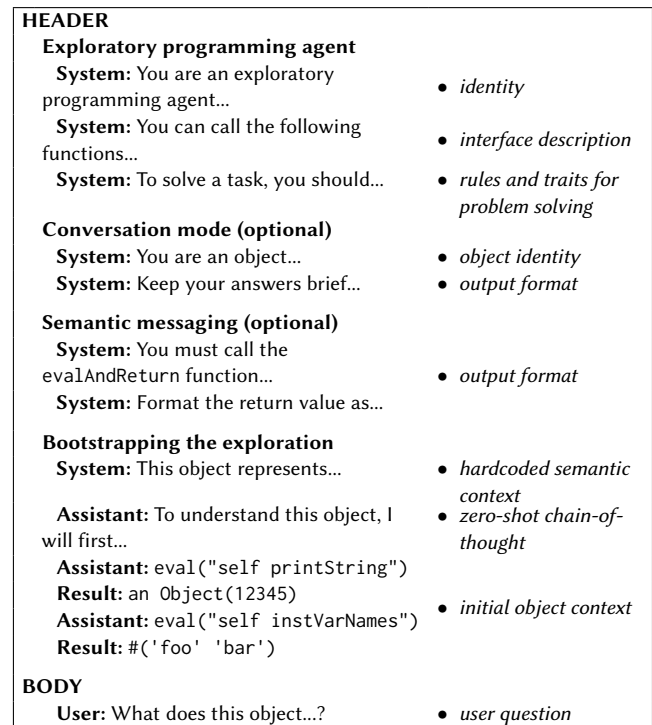 HEADER
Exploratory programming agent
System: You are an exploratory
programming agent...
• identity
System: You can call the following
functions...
• interface description
System: To solve a task, you should...
• rules and traits for
problem solving
Conversation mode (optional)
System: You are an object...
• object identity
System: Keep your answers brief...
• output format
Semantic messaging (optional)
System: You must call the
evalAndReturn function...
• output format
System: Format the return value as...
Bootstrapping the exploration
System: This object represents...
• hardcoded semantic
context
Assistant: To understand this object, I
will first...
• zero-shot chain-of-
thought
Assistant: eval("self printString")
Result: an Object(12345)
Assistant: eval("self instVarNames")
Result: #('foo' 'bar')
• initial object context
BODY
User: What does this object...?
• user question